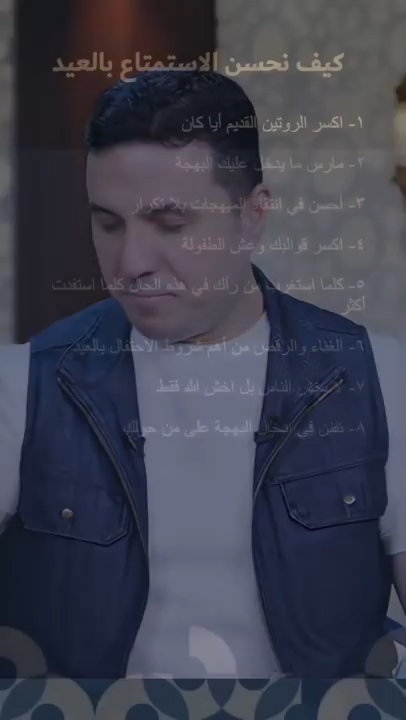 كيف نحسن الاستمتاع بالعيد
١- اكسر الروتين القديم أيا كان
٢- مارس ما يدخل عليك البهجة
٣- أحسن في انتقاء المبهجات بلا تكرار
٤- اكسر قوالبك وعش الطفولة
٥- كلما استغرب من رآك في هذه الحال كلما استفدت
أكثر
٦- الغناء والرقص من أهم شروط الاحتفال بالعيد
٧- لا تخش الناس بل اخش الله فقط
٨- تفنن في إدخال البهجة على من حولك